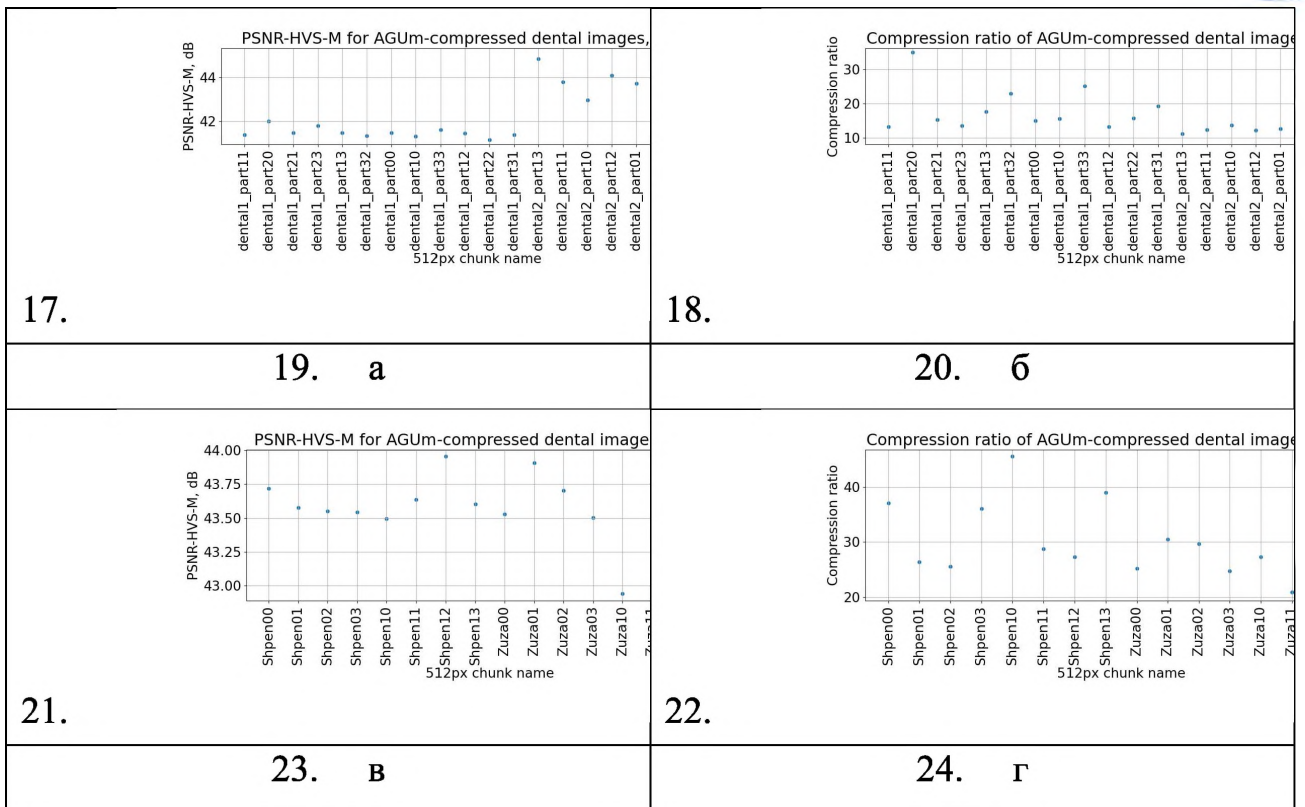 PSNR-HVS-M for AGUm-compressed dental images,
PSNR-HVS-M, dB
44
42
dental1_part11
dental1_part20
dental1_part21
dental1_part23
dental1_part13
dental1_part32
dental1_part00
dental1_part10
dental1_part33
dental1_part12
dental1_part22
dental1_part31
dental2_part13
dental2_part11
dental2_part10
dental2_part12
dental2_part01
512px chunk name
17.
Compression ratio of AGUm-compressed dental image
Compression ratio
30
20
10
dental1_part11
dental1_part20
dental1_part21
dental1_part23
dental1_part13
dental1_part32
dental1_part00
dental1_part10
dental1_part33
dental1_part12
dental1_part22
dental1_part31
dental2_part13
dental2_part11
dental2_part10
dental2_part12
dental2_part01
512px chunk name
18.
19. а
20. б
PSNR-HVS-M for AGUm-compressed dental image
PSNR-HVS-M, dB
44.00
43.75
43.50
43.25
43.00
Shpen00
Shpen01
Shpen02
Shpen03
Shpen10
Shpen11
Shpen12
Shpen13
Zuza00
Zuza01
Zuza02
Zuza03
Zuza10
512px chunk name
21.
Compression ratio of AGUm-compressed dental image
Compression ratio
40
30
20
Shpen00
Shpen01
Shpen02
Shpen03
Shpen10
Shpen11
Shpen12
Shpen13
Zuza00
Zuza01
Zuza02
Zuza03
Zuza10
Zuza11
512px chunk name
22.
23. в
24. г